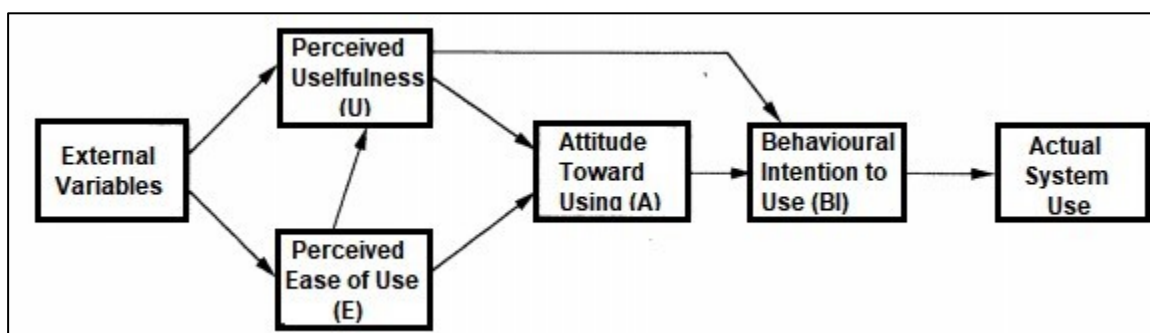 Perceived
Uselfulness
(U)
External
Variables
Attitude
Toward
Using (A)
Behavioural
Intention to
Use (BI)
Actual
System
Use
Perceived
Ease of Use
(E)